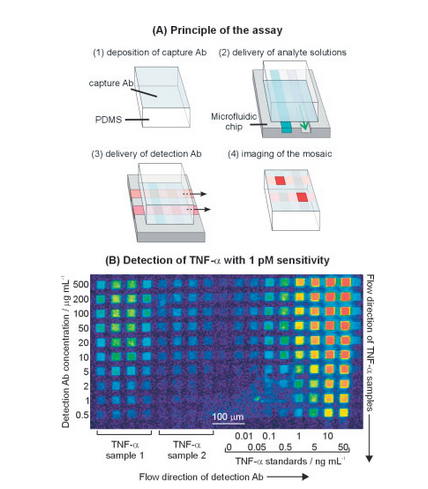 (A) Principle of the assay
(1) deposition of capture Ab
(2) delivery of analyte solutions
capture Ab
PDMS
Microfluidic
chip
(3) delivery of detection Ab
(4) imaging of the mosaic
(B) Detection of TNF-α with 1 pM sensitivity
Detection Ab concentration / µg mL⁻¹
500
200
100
50
20
10
5
2
1
0.5
Flow direction of TNF-α samples
100 µm
TNF-α
sample 1
TNF-α
sample 2
0.01 0.1 1 10
0 0.05 0.5 5 50
TNF-α standards / ng mL⁻¹
Flow direction of detection Ab